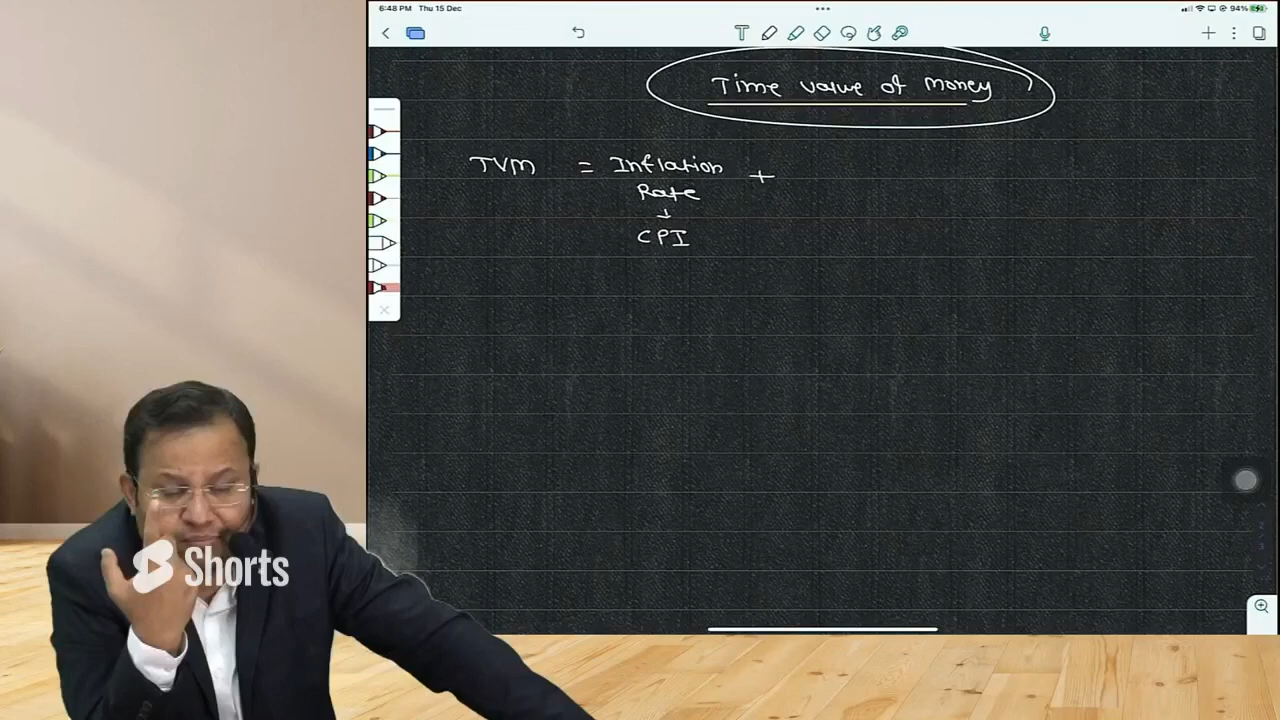 6:48 PM Thu 15 Dec
94%
T
Time value of money
TVM = Inflation +
Rate
↓
CPI
Shorts